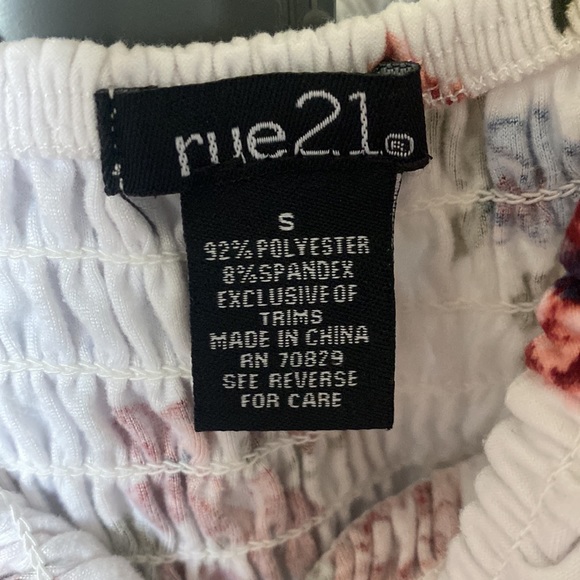 rue21®
S
92% POLYESTER
8% SPANDEX
EXCLUSIVE OF
TRIMS
MADE IN CHINA
RN 70829
SEE REVERSE
FOR CARE